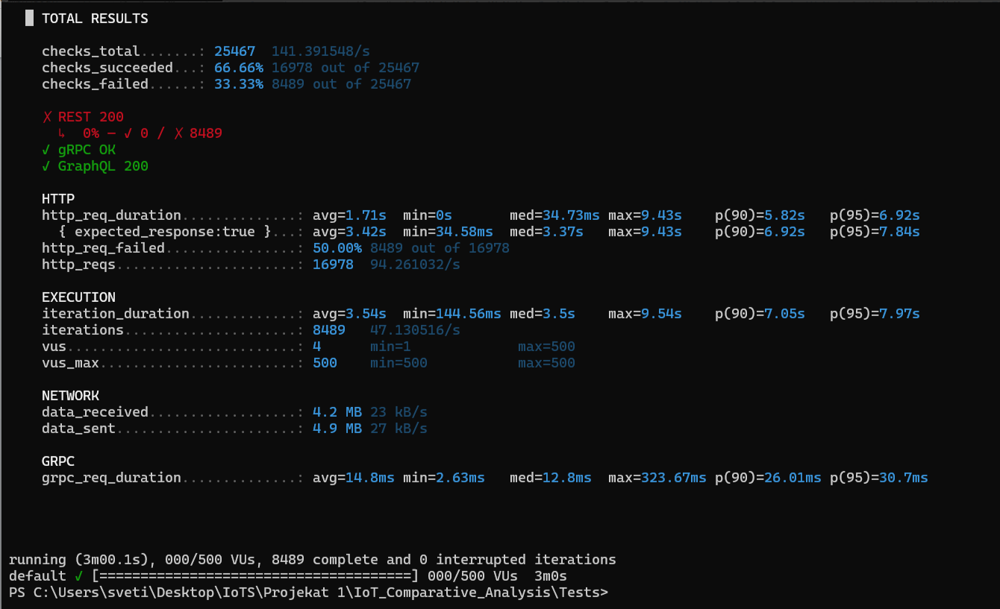 TOTAL RESULTS
checks_total.......: 25467 141.391548/s
checks_succeeded...: 66.66% 16978 out of 25467
checks_failed......: 33.33% 8489 out of 25467
✗ REST 200
↳ 0% — ✓ 0 / ✗ 8489
✓ gRPC OK
✓ GraphQL 200
HTTP
http_req_duration..............: avg=1.71s min=0s med=34.73ms max=9.43s p(90)=5.82s p(95)=6.92s
{ expected_response:true }...: avg=3.42s min=34.58ms med=3.37s max=9.43s p(90)=6.92s p(95)=7.84s
http_req_failed................: 50.00% 8489 out of 16978
http_reqs......................: 16978 94.261032/s
EXECUTION
iteration_duration.............: avg=3.54s min=144.56ms med=3.5s max=9.54s p(90)=7.05s p(95)=7.97s
iterations.....................: 8489 47.130516/s
vus............................: 4 min=1 max=500
vus_max........................: 500 min=500 max=500
NETWORK
data_received..................: 4.2 MB 23 kB/s
data_sent......................: 4.9 MB 27 kB/s
GRPC
grpc_req_duration..............: avg=14.8ms min=2.63ms med=12.8ms max=323.67ms p(90)=26.01ms p(95)=30.7ms
running (3m00.1s), 000/500 VUs, 8489 complete and 0 interrupted iterations
default ✓ [======================================] 000/500 VUs 3m0s
PS C:\Users\sveti\Desktop\IoTS\Projekat 1\IoT_Comparative_Analysis\Tests>